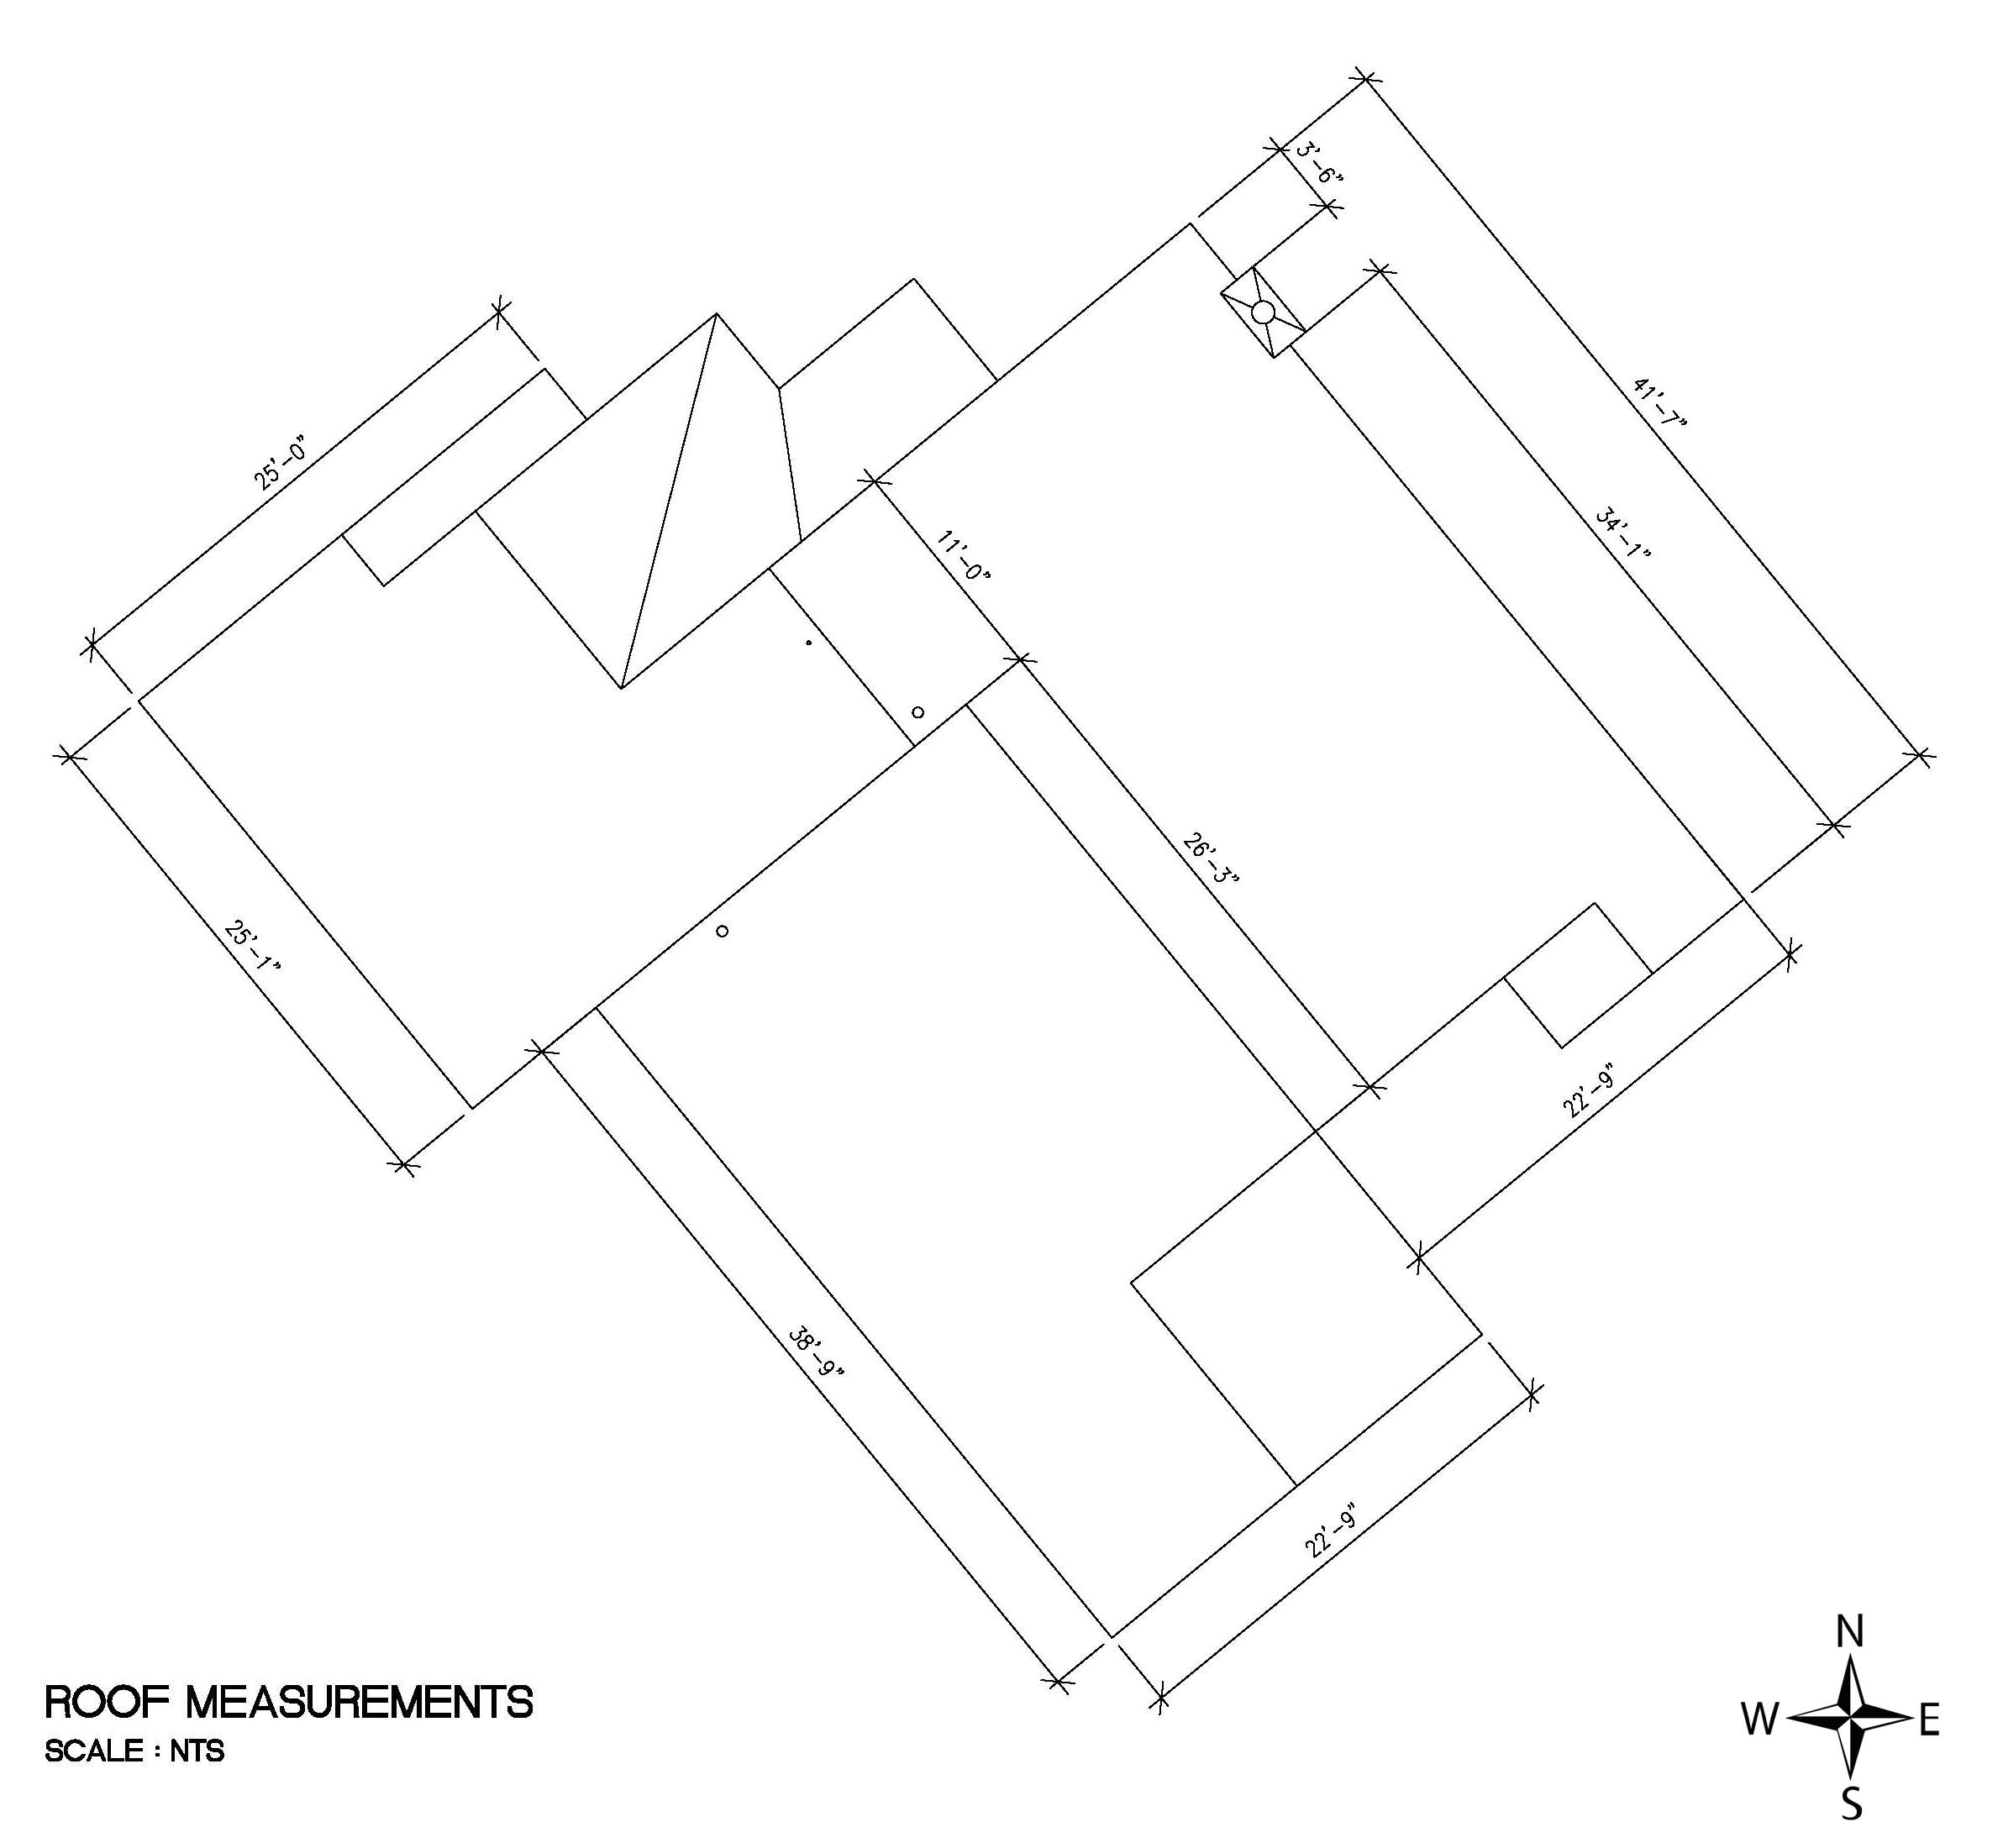 3'-6"
41'-7"
25'-0"
34'-1"
11'-0"
26'-3"
25'-1"
22'-9"
38'-9"
22'-9"
N
W E
S
ROOF MEASUREMENTS
SCALE : NTS